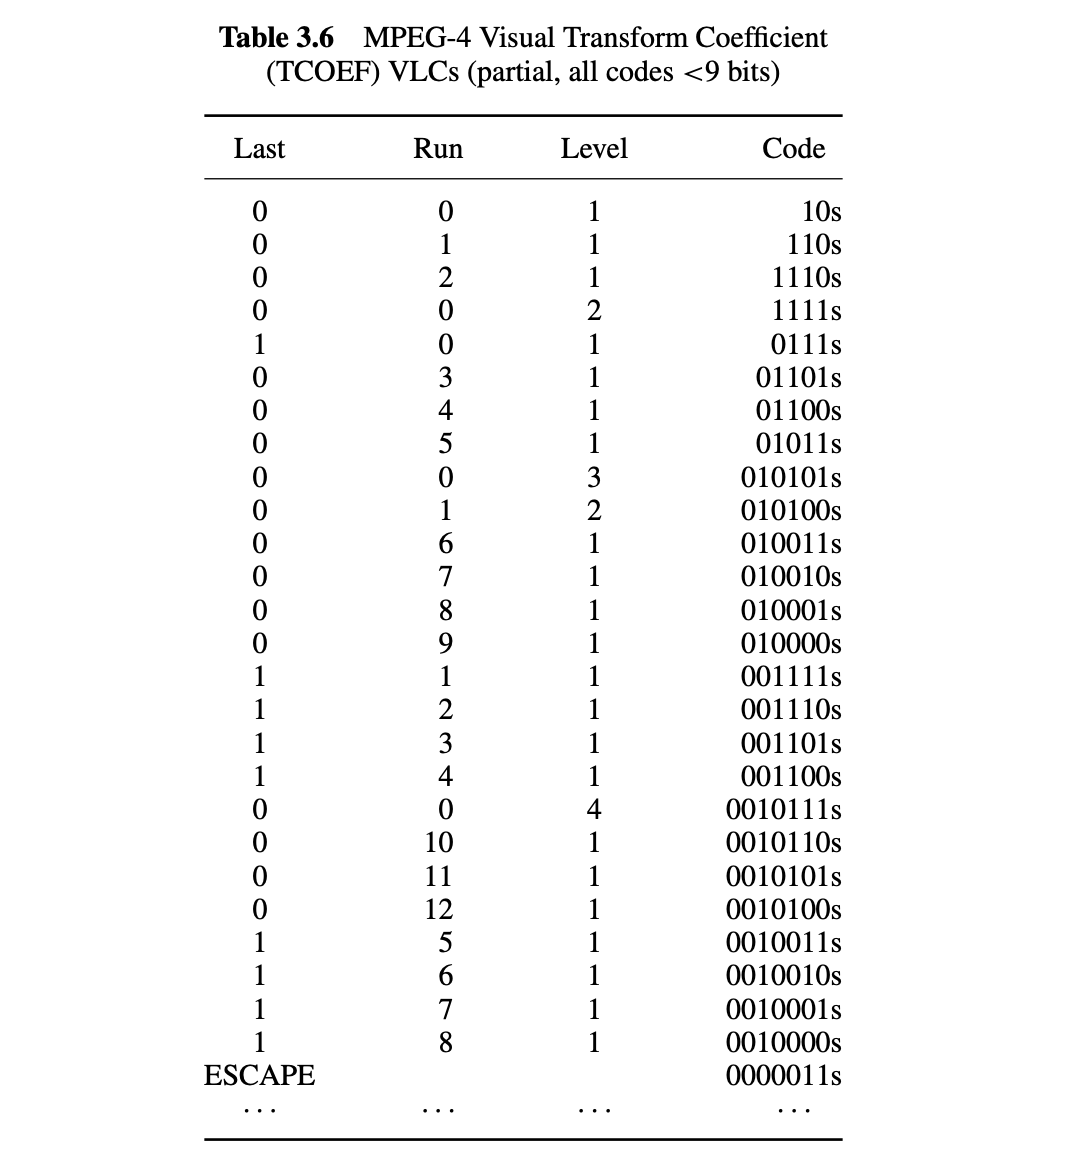 Table 3.6 MPEG-4 Visual Transform Coefficient
(TCOEF) VLCs (partial, all codes <9 bits)
Last Run Level Code
0 0 1 10s
0 1 1 110s
0 2 1 1110s
0 0 2 1111s
1 0 1 0111s
0 3 1 01101s
0 4 1 01100s
0 5 1 01011s
0 0 3 010101s
0 1 2 010100s
0 6 1 010011s
0 7 1 010010s
0 8 1 010001s
0 9 1 010000s
1 1 1 001111s
1 2 1 001110s
1 3 1 001101s
1 4 1 001100s
0 0 4 0010111s
0 10 1 0010110s
0 11 1 0010101s
0 12 1 0010100s
1 5 1 0010011s
1 6 1 0010010s
1 7 1 0010001s
1 8 1 0010000s
ESCAPE 0000011s
... ... ... ...